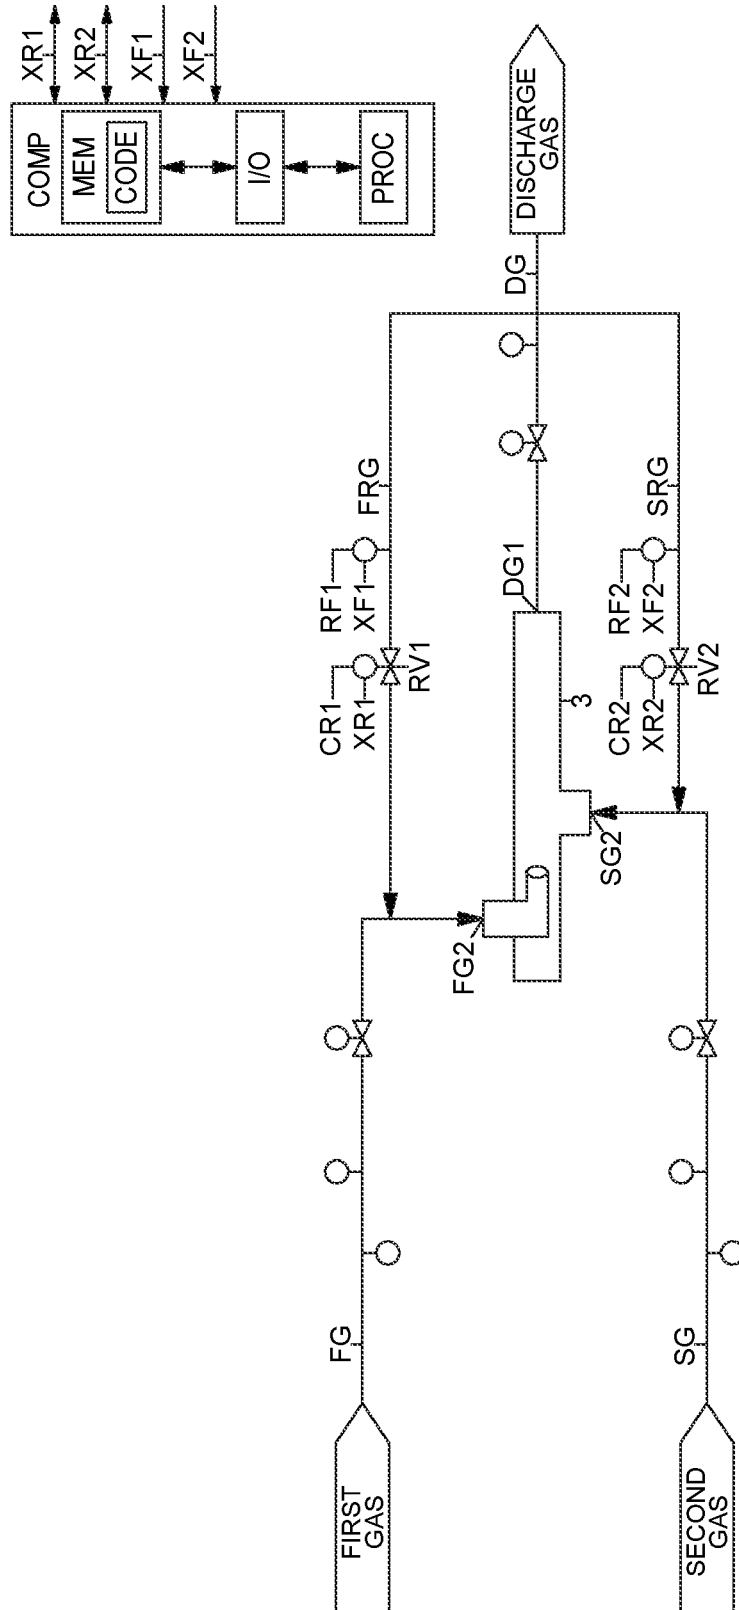 XR1
XR2
XF1
XF2
COMP
MEM
CODE
I/O
PROC
DISCHARGE
GAS
DG
FRG
RF1
XF1
CR1
XR1
RV1
DG1
SRG
RF2
XF2
CR2
XR2
RV2
3
SG2
FG2
FG
SG
FIRST
GAS
SECOND
GAS